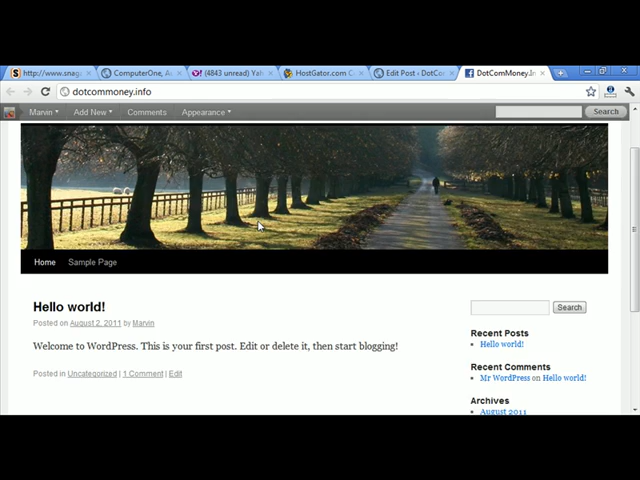 http://www.snag
ComputerOne, Ac
(4843 unread) Yah
HostGator.com C
Edit Post ‹ DotCo
DotComMoney.In
dotcommoney.info
Marvin Add New Comments Appearance Search
Home Sample Page
Hello world!
Posted on August 2, 2011 by Marvin
Welcome to WordPress. This is your first post. Edit or delete it, then start blogging!
Posted in Uncategorized | 1 Comment | Edit
Search
Recent Posts
Hello world!
Recent Comments
Mr WordPress on Hello world!
Archives
August 2011